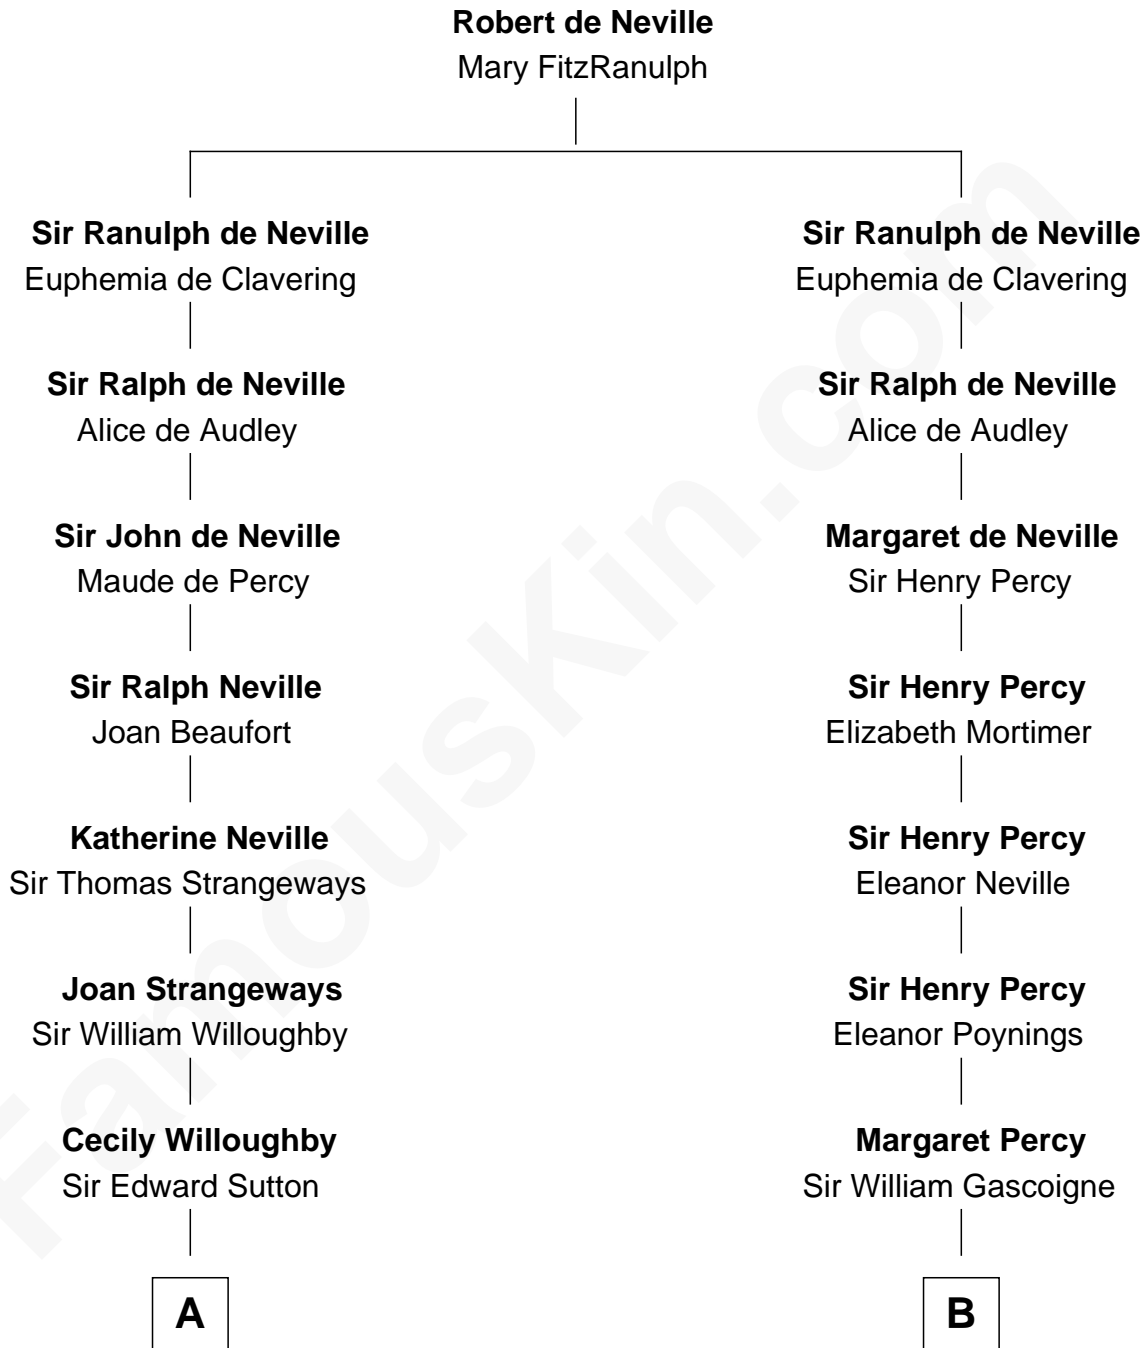 Robert de Neville
Mary FitzRanulph
Sir Ranulph de Neville
Euphemia de Clavering
Sir Ralph de Neville
Alice de Audley
Sir John de Neville
Maude de Percy
Sir Ralph Neville
Joan Beaufort
Katherine Neville
Sir Thomas Strangeways
Joan Strangeways
Sir William Willoughby
Cecily Willoughby
Sir Edward Sutton
A
Sir Ranulph de Neville
Euphemia de Clavering
Sir Ralph de Neville
Alice de Audley
Margaret de Neville
Sir Henry Percy
Sir Henry Percy
Elizabeth Mortimer
Sir Henry Percy
Eleanor Neville
Sir Henry Percy
Eleanor Poynings
Margaret Percy
Sir William Gascoigne
B
FamousKin.com